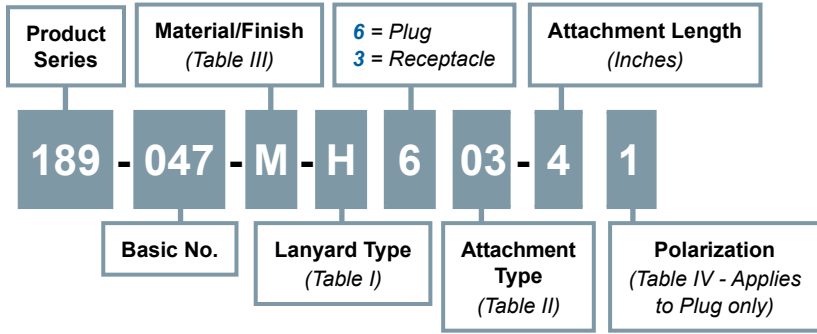 Product
Series
Material/Finish
(Table III)
6 = Plug
3 = Receptacle
Attachment Length
(Inches)
189 - 047 - M - H 6 03 - 4 1
Basic No.
Lanyard Type
(Table I)
Attachment
Type
(Table II)
Polarization
(Table IV - Applies
to Plug only)